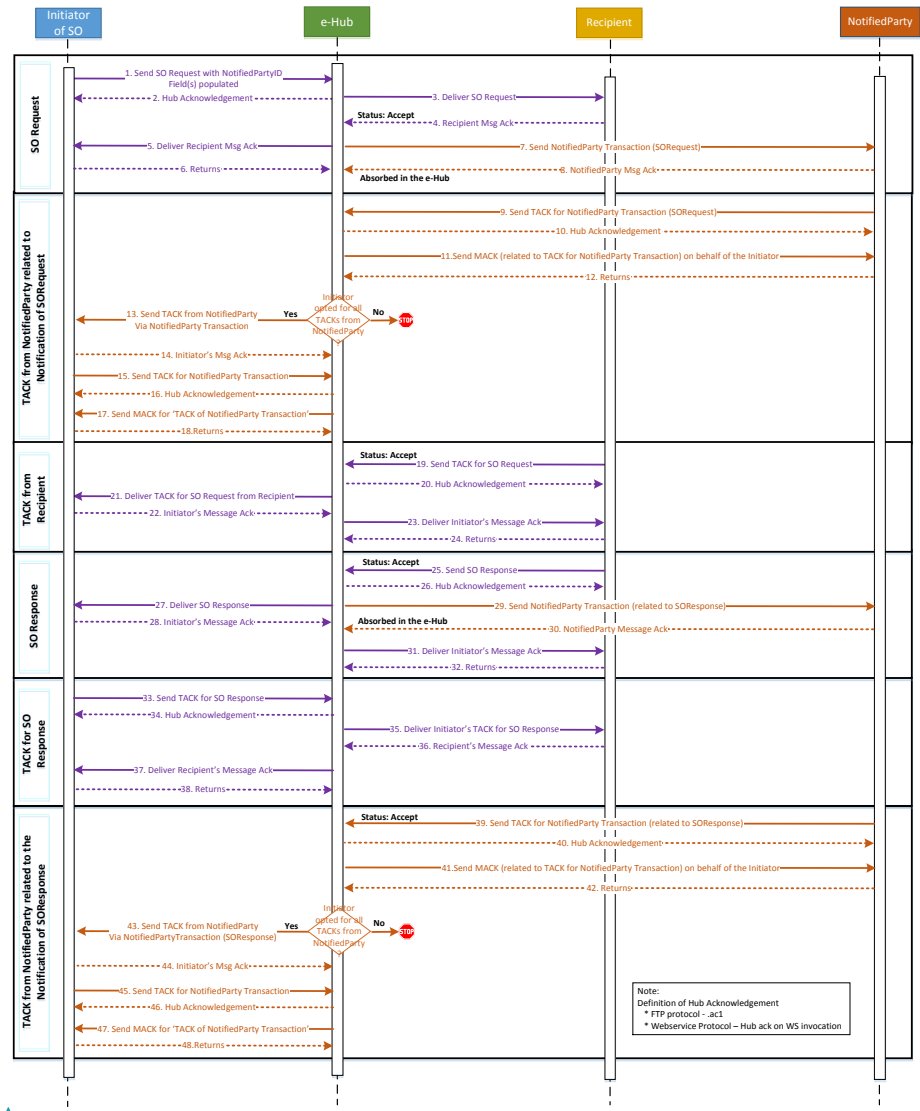 Initiator
of SO
e-Hub
Recipient
NotifiedParty
SO Request
1. Send SO Request with NotifiedPartyID
Field(s) populated
2. Hub Acknowledgement
3. Deliver SO Request
Status: Accept
4. Recipient Msg Ack
5. Deliver Recipient Msg Ack
7. Send NotifiedParty Transaction (SORequest)
6. Returns
8. NotifiedParty Msg Ack
Absorbed in the e-Hub
TACK from NotifiedParty related to
Notification of SORequest
9. Send TACK for NotifiedParty Transaction (SORequest)
10. Hub Acknowledgement
11.Send MACK (related to TACK for NotifiedParty Transaction) on behalf of the Initiator
12. Returns
Initiator
opted for all
TACKs from
NotifiedParty
?
Yes
No
STOP
13. Send TACK from NotifiedParty
Via NotifiedParty Transaction
14. Initiator's Msg Ack
15. Send TACK for NotifiedParty Transaction
16. Hub Acknowledgement
17. Send MACK for 'TACK of NotifiedParty Transaction'
18.Returns
TACK from
Recipient
Status: Accept
19. Send TACK for SO Request
20. Hub Acknowledgement
21. Deliver TACK for SO Request from Recipient
22. Initiator's Message Ack
23. Deliver Initiator's Message Ack
24. Returns
SO Response
Status: Accept
25. Send SO Response
26. Hub Acknowledgement
27. Deliver SO Response
29. Send NotifiedParty Transaction (related to SOResponse)
28. Initiator's Message Ack
Absorbed in the e-Hub
30. NotifiedParty Message Ack
31. Deliver Initiator's Message Ack
32. Returns
TACK for SO
Response
33. Send TACK for SO Response
34. Hub Acknowledgement
35. Deliver Initiator's TACK for SO Response
36. Recipient's Message Ack
37. Deliver Recipient's Message Ack
38. Returns
TACK from NotifiedParty related to the
Notification of SOResponse
Status: Accept
39. Send TACK for NotifiedParty Transaction (related to SOResponse)
40. Hub Acknowledgement
41.Send MACK (related to TACK for NotifiedParty Transaction) on behalf of the Initiator
42. Returns
Initiator
opted for all
TACKs from
NotifiedParty
?
Yes
No
STOP
43. Send TACK from NotifiedParty
Via NotifiedPartyTransaction (SOResponse)
44. Initiator's Msg Ack
45. Send TACK for NotifiedParty Transaction
46. Hub Acknowledgement
47. Send MACK for 'TACK of NotifiedParty Transaction'
48.Returns
Note:
Definition of Hub Acknowledgement
* FTP protocol - .ac1
* Webservice Protocol – Hub ack on WS invocation